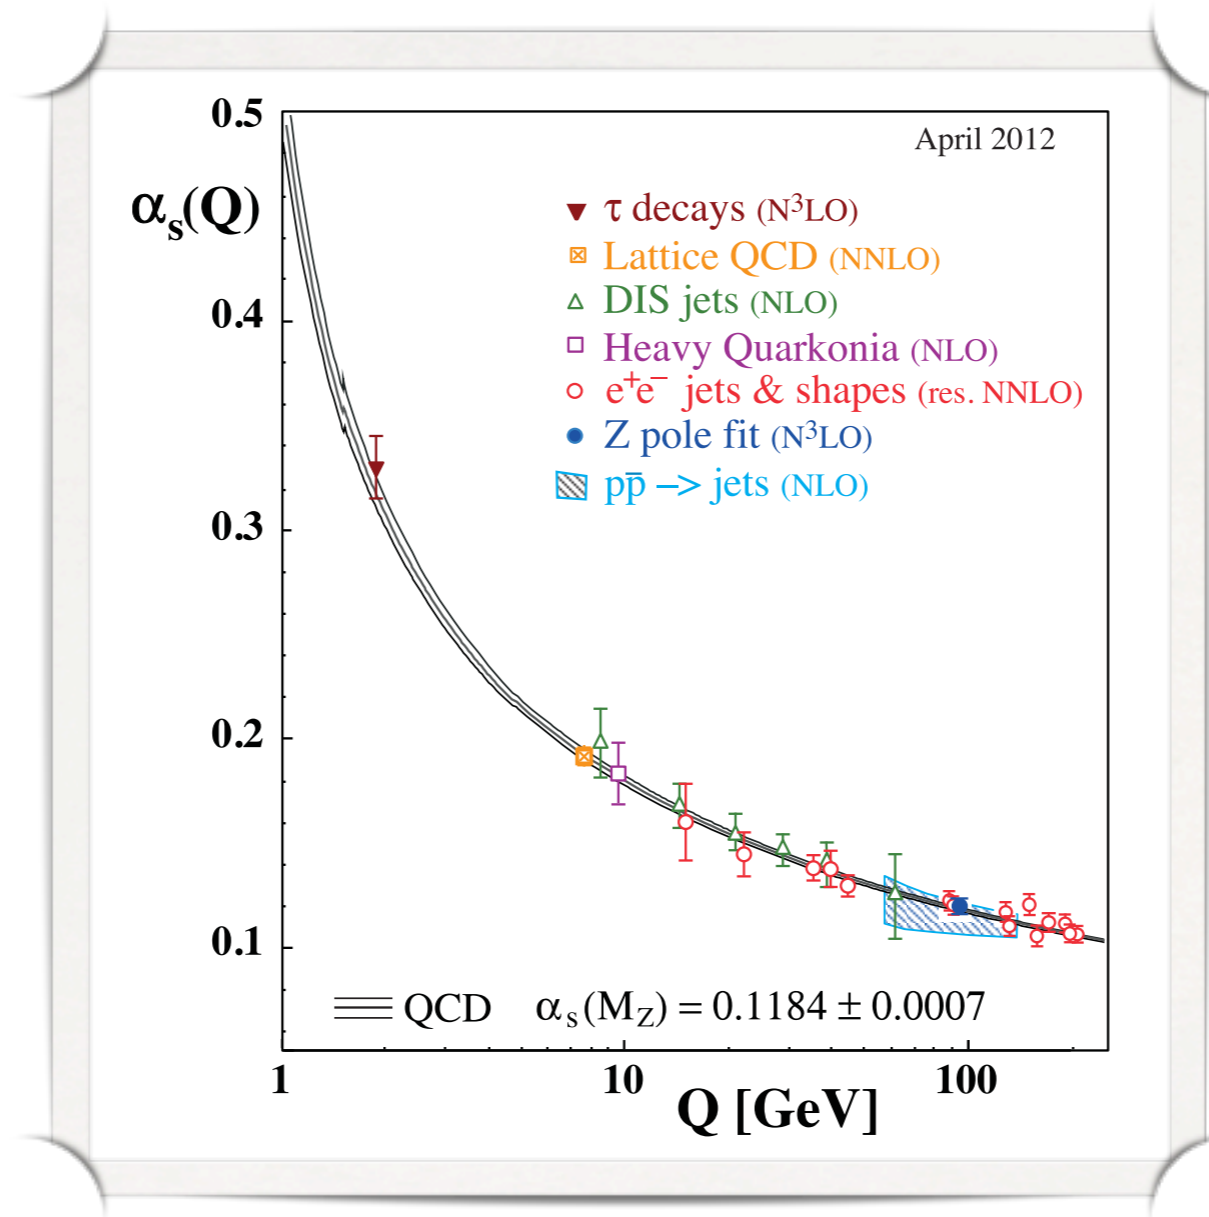 0.5
April 2012
αs(Q)
τ decays (N³LO)
Lattice QCD (NNLO)
DIS jets (NLO)
0.4
Heavy Quarkonia (NLO)
e⁺e⁻ jets & shapes (res. NNLO)
Z pole fit (N³LO)
pp̄ –> jets (NLO)
0.3
0.2
0.1
QCD αs(MZ) = 0.1184 ± 0.0007
1 10 100
Q [GeV]